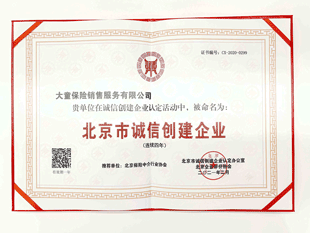 证书编号：CX-2020-0299
大童保险销售服务有限公司
贵单位在诚信创建企业认定活动中，被命名为：
北京市诚信创建企业
（连续四年）
推荐单位：北京保险中介行业协会
北京市诚信创建企业认定办公室
二〇二一年二月